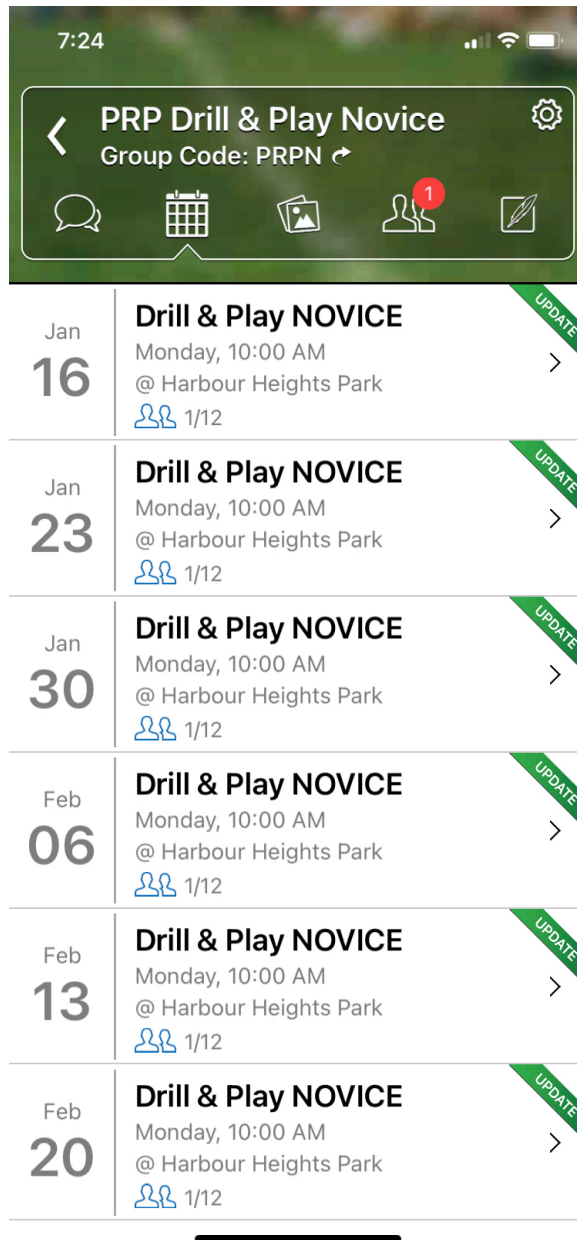 7:24
PRP Drill & Play Novice
Group Code: PRPN
1
Jan
16
Drill & Play NOVICE
Monday, 10:00 AM
@ Harbour Heights Park
1/12
UPDATE
Jan
23
Drill & Play NOVICE
Monday, 10:00 AM
@ Harbour Heights Park
1/12
UPDATE
Jan
30
Drill & Play NOVICE
Monday, 10:00 AM
@ Harbour Heights Park
1/12
UPDATE
Feb
06
Drill & Play NOVICE
Monday, 10:00 AM
@ Harbour Heights Park
1/12
UPDATE
Feb
13
Drill & Play NOVICE
Monday, 10:00 AM
@ Harbour Heights Park
1/12
UPDATE
Feb
20
Drill & Play NOVICE
Monday, 10:00 AM
@ Harbour Heights Park
1/12
UPDATE